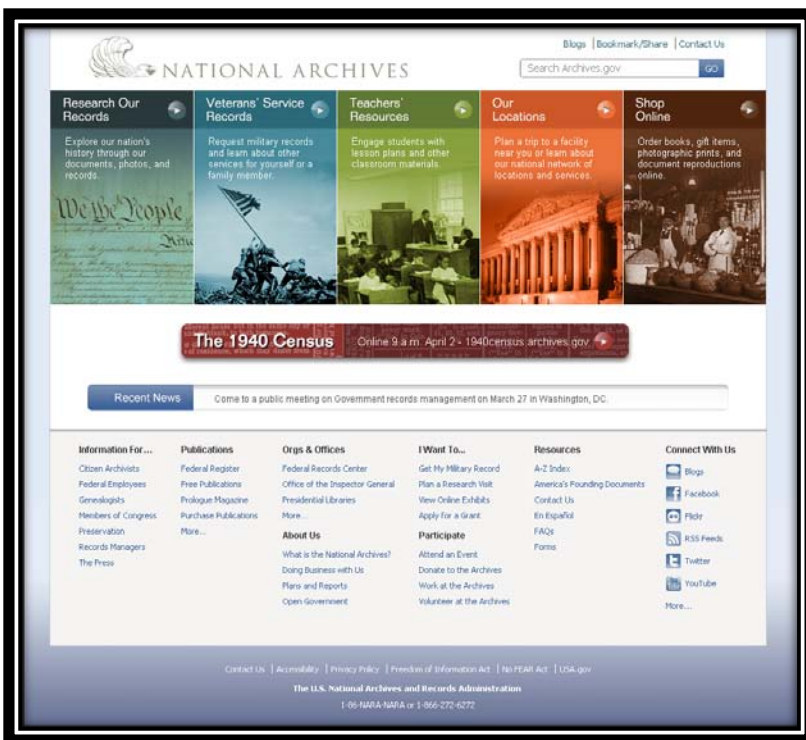 Blogs | Bookmark/Share | Contact Us
NATIONAL ARCHIVES
Search Archives.gov
GO
Research Our
Records
Explore our nation's
history through our
documents, photos, and
records.
We the People
Veterans' Service
Records
Request military records
and learn about other
services for yourself or a
family member.
Teachers'
Resources
Engage students with
lesson plans and other
classroom materials.
Our
Locations
Plan a trip to a facility
near you or learn about
our national network of
locations and services.
Shop
Online
Order books, gift items,
photographic prints, and
document reproductions
online.
The 1940 Census
Online 9 a.m. April 2 - 1940census.archives.gov
Recent News
Come to a public meeting on Government records management on March 27 in Washington, DC.
Information For...
Citizen Archivists
Federal Employees
Genealogists
Members of Congress
Preservation
Records Managers
The Press
Publications
Federal Register
Free Publications
Prologue Magazine
Purchase Publications
More...
Orgs & Offices
Federal Records Center
Office of the Inspector General
Presidential Libraries
More...
About Us
What is the National Archives?
Doing Business with Us
Plans and Reports
Open Government
I Want To...
Get My Military Record
Plan a Research Visit
View Online Exhibits
Apply for a Grant
Participate
Attend an Event
Donate to the Archives
Work at the Archives
Volunteer at the Archives
Resources
A-Z Index
America's Founding Documents
Contact Us
En Español
FAQs
Forms
Connect With Us
Blogs
Facebook
Flickr
RSS Feeds
Twitter
YouTube
More...
Contact Us | Accessibility | Privacy Policy | Freedom of Information Act | No FEAR Act | USA.gov
The U.S. National Archives and Records Administration
1-86-NARA-NARA or 1-866-272-6272